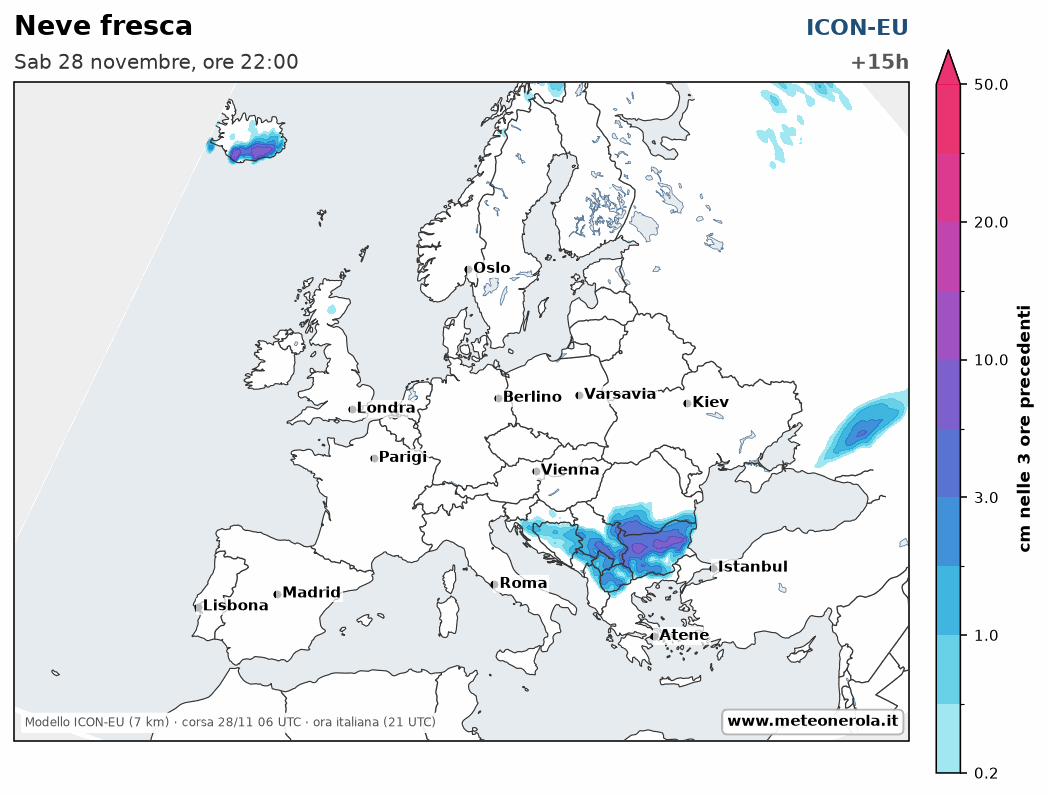 Neve fresca
ICON-EU
Sab 28 novembre, ore 22:00
+15h
50.0
20.0
10.0
3.0
1.0
0.2
cm nelle 3 ore precedenti
Oslo
Londra
Berlino
Varsavia
Kiev
Parigi
Vienna
Istanbul
Roma
Madrid
Lisbona
Atene
Modello ICON-EU (7 km) · corsa 28/11 06 UTC · ora italiana (21 UTC)
www.meteonerola.it